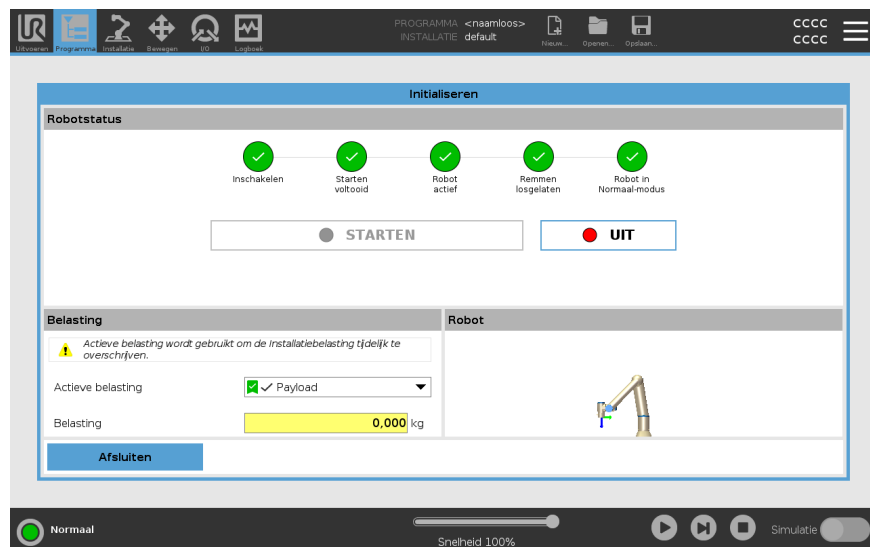 PROGRAMMA <naamloos>
INSTALLATIE default
Uitvoeren Programma Installatie Bewegen I/O Logboek
Nieuw... Openen... Opslaan...
CCCC
CCCC
Initialiseren
Robotstatus
Inschakelen
Starten
voltooid
Robot
actief
Remmen
losgelaten
Robot in
Normaal-modus
STARTEN
UIT
Belasting
Robot
Actieve belasting wordt gebruikt om de Installatiebelasting tijdelijk te
overschrijven.
Actieve belasting
Payload
Belasting
0,000 kg
Afsluiten
Normaal
Snelheid 100%
Simulatie